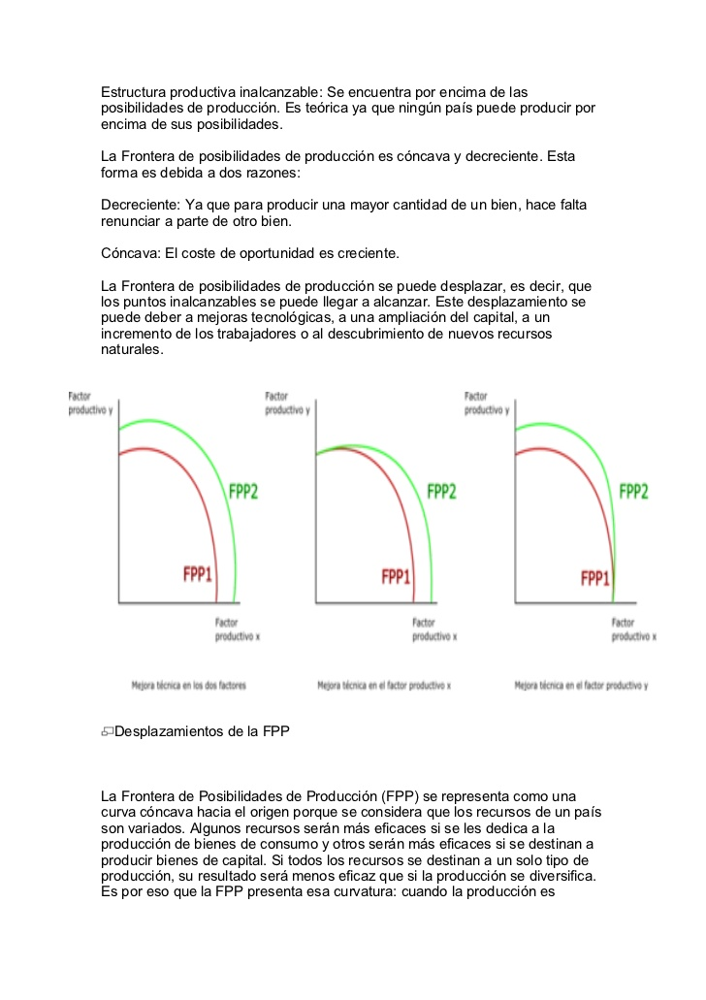 Estructura productiva inalcanzable: Se encuentra por encima de las
posibilidades de producción. Es teórica ya que ningún país puede producir por
encima de sus posibilidades.
La Frontera de posibilidades de producción es cóncava y decreciente. Esta
forma es debida a dos razones:
Decreciente: Ya que para producir una mayor cantidad de un bien, hace falta
renunciar a parte de otro bien.
Cóncava: El coste de oportunidad es creciente.
La Frontera de posibilidades de producción se puede desplazar, es decir, que
los puntos inalcanzables se puede llegar a alcanzar. Este desplazamiento se
puede deber a mejoras tecnológicas, a una ampliación del capital, a un
incremento de los trabajadores o al descubrimiento de nuevos recursos
naturales.
Factor
productivo y
FPP2
FPP1
Factor
productivo x
Mejora técnica en los dos factores
Factor
productivo y
FPP2
FPP1
Factor
productivo x
Mejora técnica en el factor productivo x
Factor
productivo y
FPP2
FPP1
Factor
productivo x
Mejora técnica en el factor productivo y
Desplazamientos de la FPP
La Frontera de Posibilidades de Producción (FPP) se representa como una
curva cóncava hacia el origen porque se considera que los recursos de un país
son variados. Algunos recursos serán más eficaces si se les dedica a la
producción de bienes de consumo y otros serán más eficaces si se destinan a
producir bienes de capital. Si todos los recursos se destinan a un solo tipo de
producción, su resultado será menos eficaz que si la producción se diversifica.
Es por eso que la FPP presenta esa curvatura: cuando la producción es